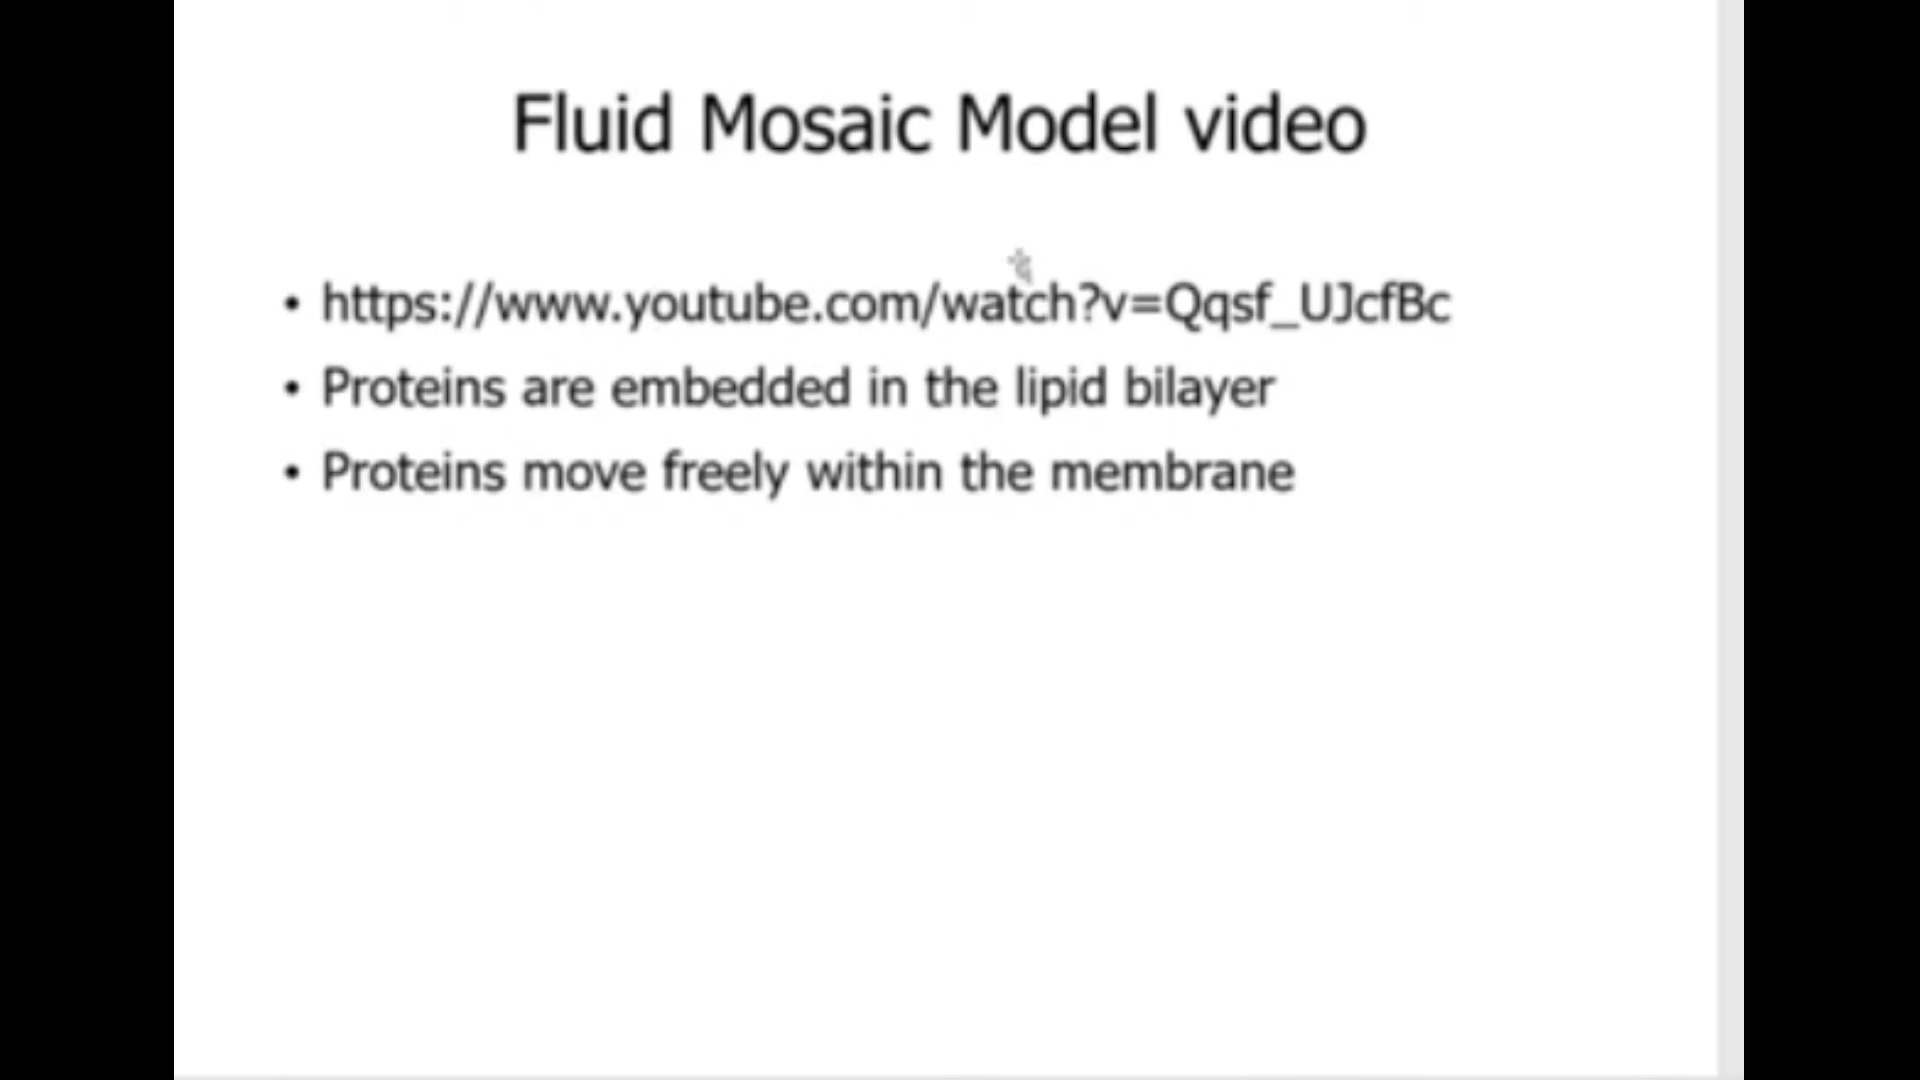 Fluid Mosaic Model video
• https://www.youtube.com/watch?v=Qqsf_UJcfBc
• Proteins are embedded in the lipid bilayer
• Proteins move freely within the membrane